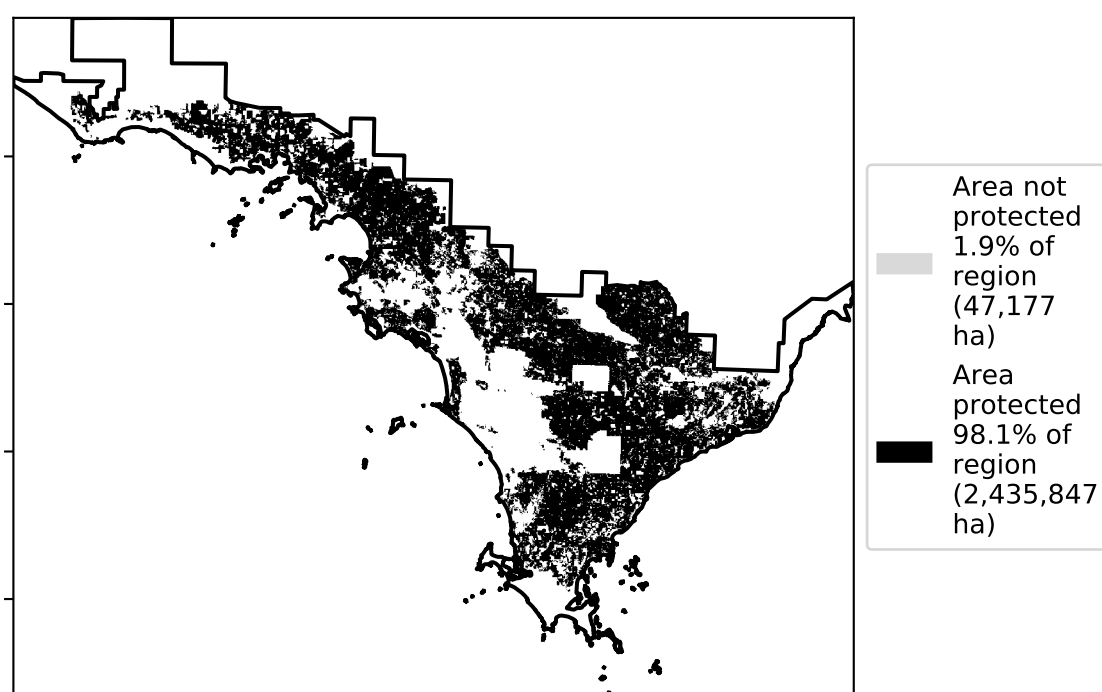 Area not
protected
1.9% of
region
(47,177
ha)
Area
protected
98.1% of
region
(2,435,847
ha)